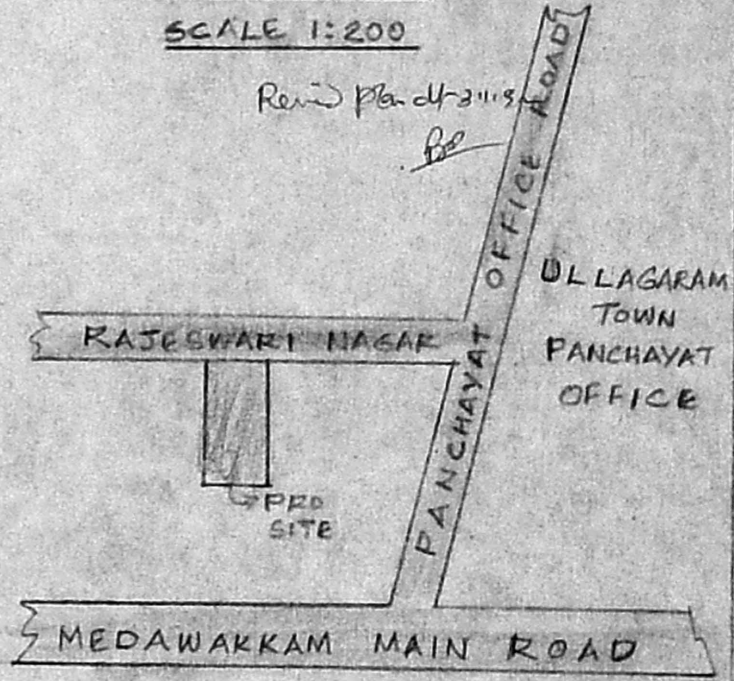 SCALE 1:200
PANCHAYAT OFFICE ROAD
ULLAGARAM
TOWN
PANCHAYAT
OFFICE
RAJESWARI NAGAR
PRO
SITE
MEDAWAKKAM MAIN ROAD